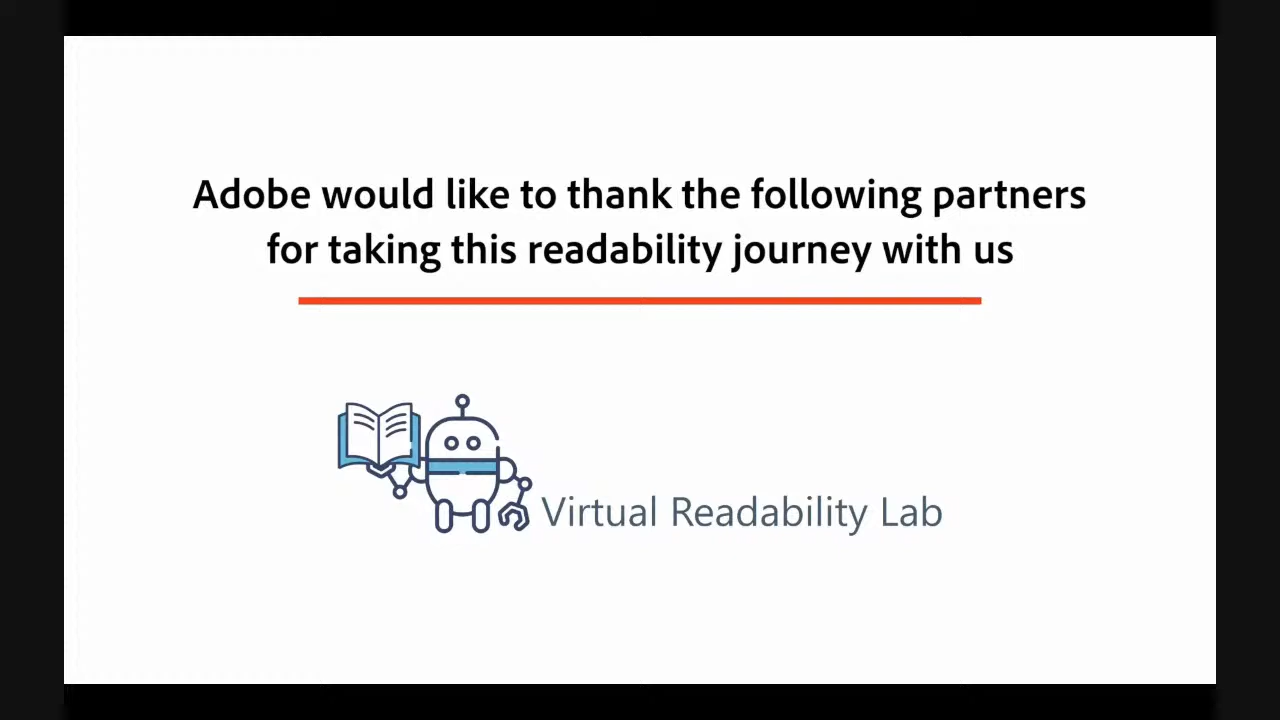 Adobe would like to thank the following partners
for taking this readability journey with us
Virtual Readability Lab